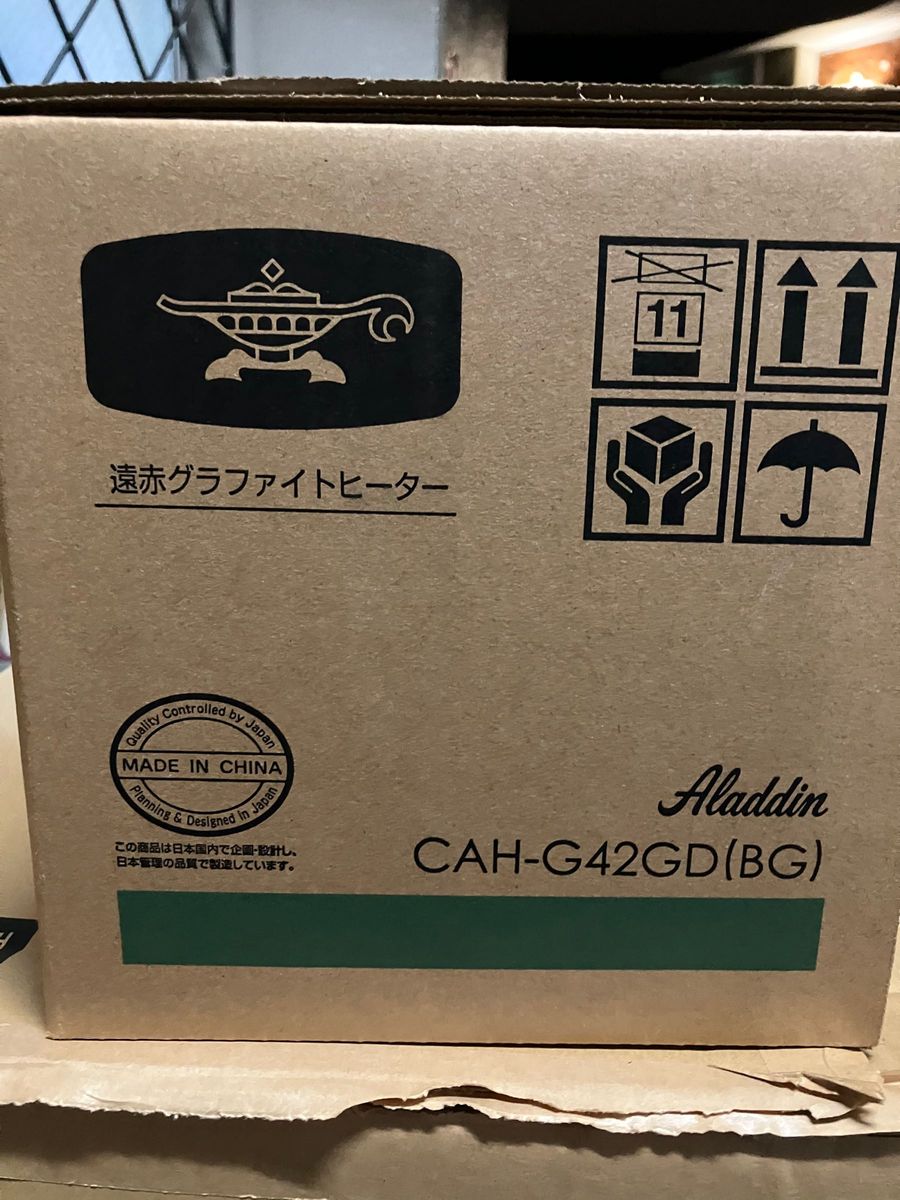 11
遠赤グラファイトヒーター
Quality Controlled by Japan
MADE IN CHINA
Planning & Designed in Japan
この商品は日本国内で企画・設計し、
日本管理の品質で製造しています。
Aladdin
CAH-G42GD(BG)